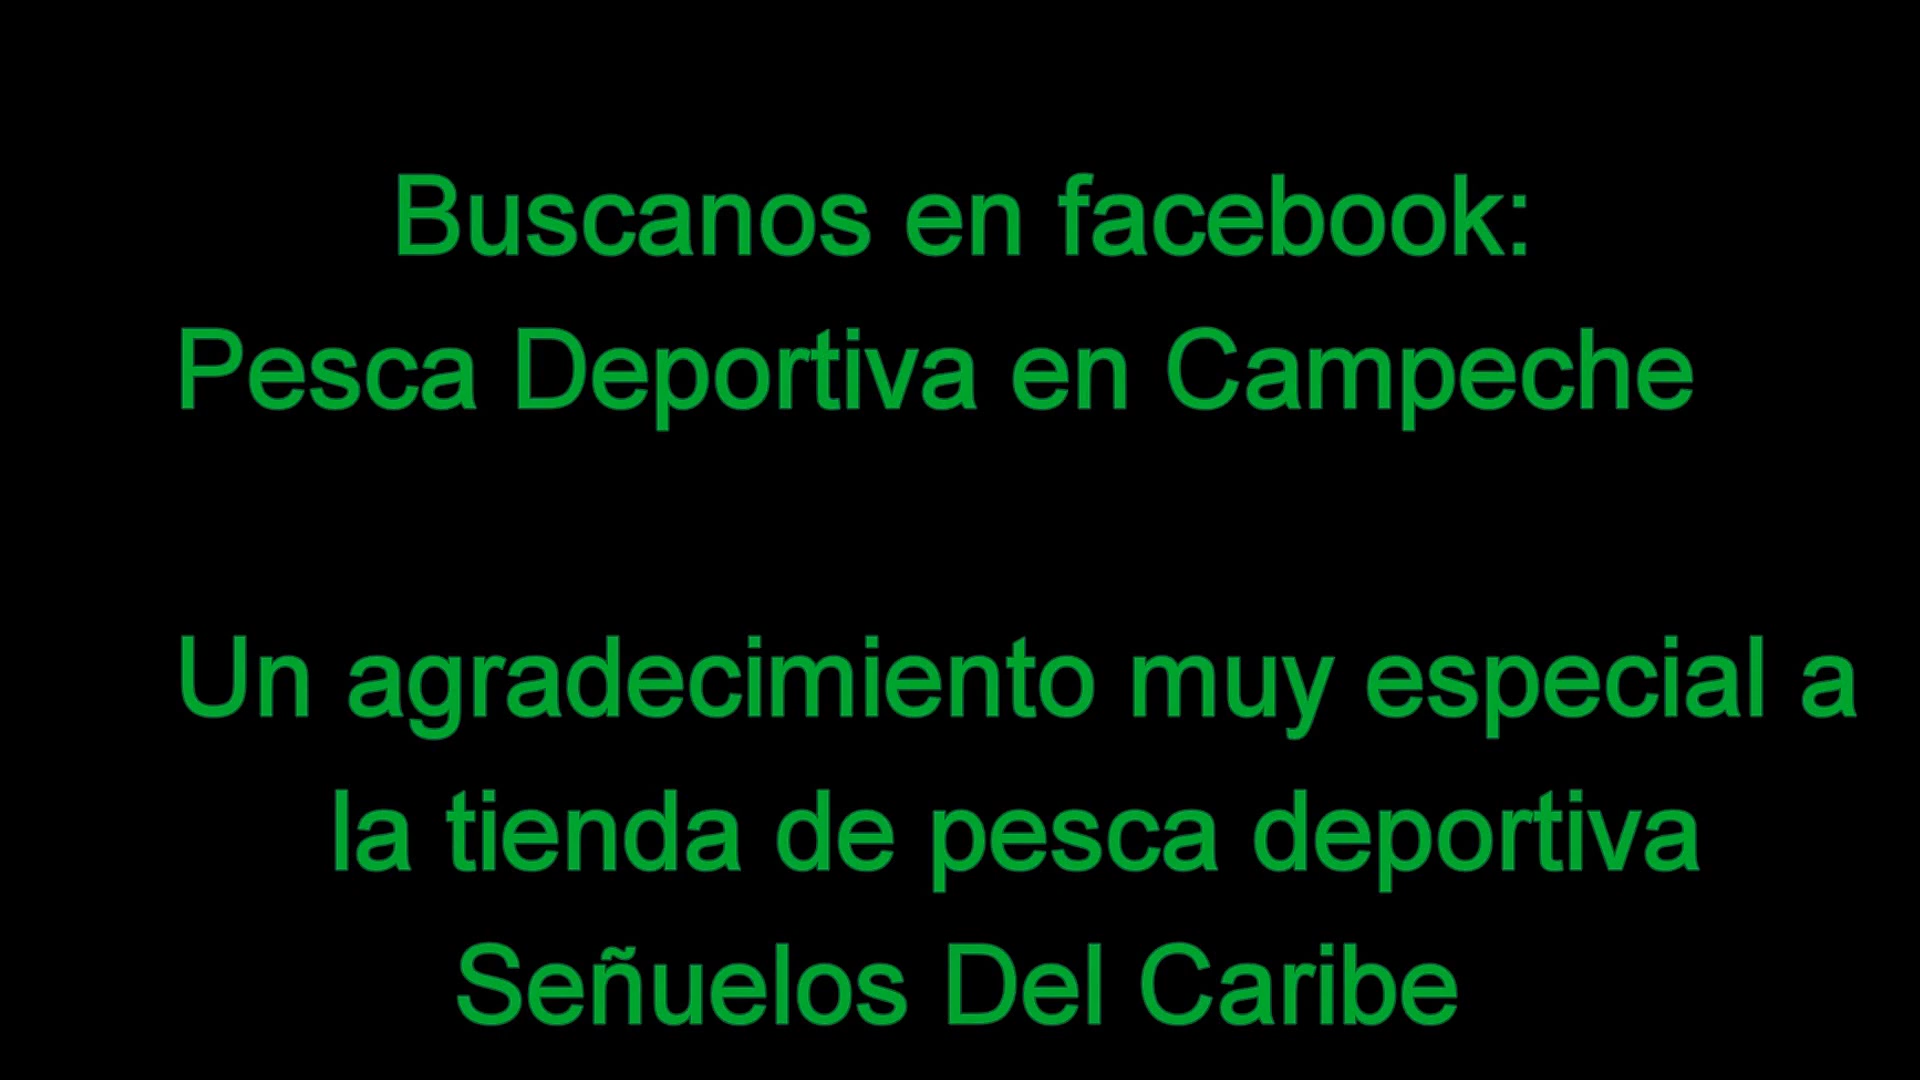 Buscanos en facebook:
Pesca Deportiva en Campeche
Un agradecimiento muy especial a
la tienda de pesca deportiva
Señuelos Del Caribe